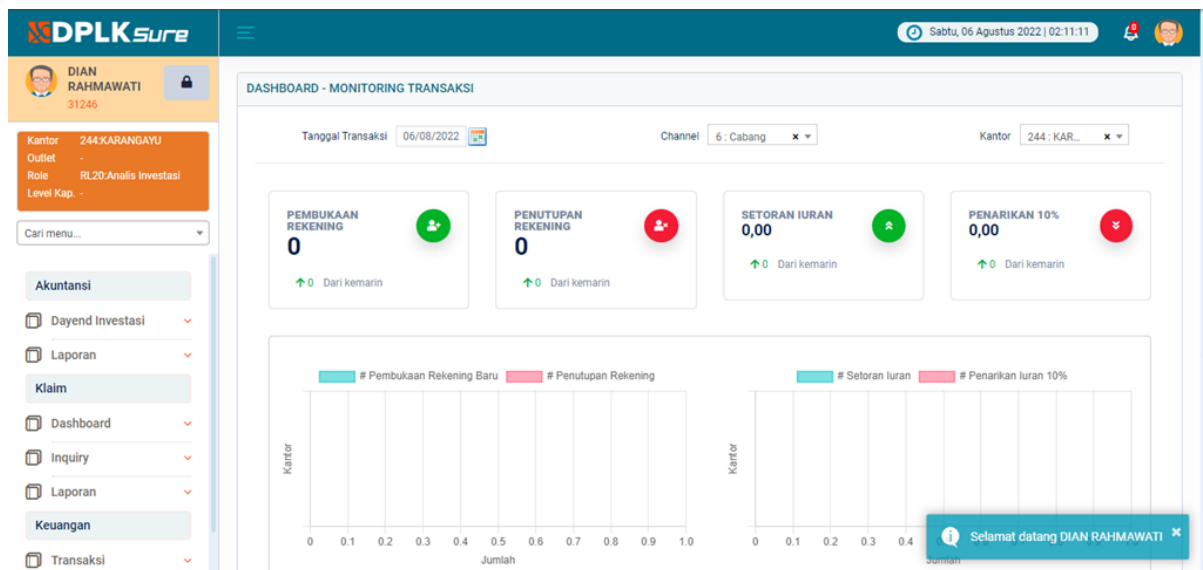 DPLKSure
Sabtu, 06 Agustus 2022 | 02:11:11
0
DIAN
RAHMAWATI
31246
Kantor 244:KARANGAYU
Outlet -
Role RL20:Analis Investasi
Level Kap. -
Cari menu...
Akuntansi
Dayend Investasi
Laporan
Klaim
Dashboard
Inquiry
Laporan
Keuangan
Transaksi
DASHBOARD - MONITORING TRANSAKSI
Tanggal Transaksi 06/08/2022 Channel 6 : Cabang × Kantor 244 : KAR... ×
PEMBUKAAN
REKENING
0
0 Dari kemarin
PENUTUPAN
REKENING
0
0 Dari kemarin
SETORAN IURAN
0,00
0 Dari kemarin
PENARIKAN 10%
0,00
0 Dari kemarin
# Pembukaan Rekening Baru # Penutupan Rekening
Kantor
0 0.1 0.2 0.3 0.4 0.5 0.6 0.7 0.8 0.9 1.0
Jumlah
# Setoran Iuran # Penarikan Iuran 10%
Kantor
0 0.1 0.2 0.3 0.4
Jumlah
Selamat datang DIAN RAHMAWATI ×